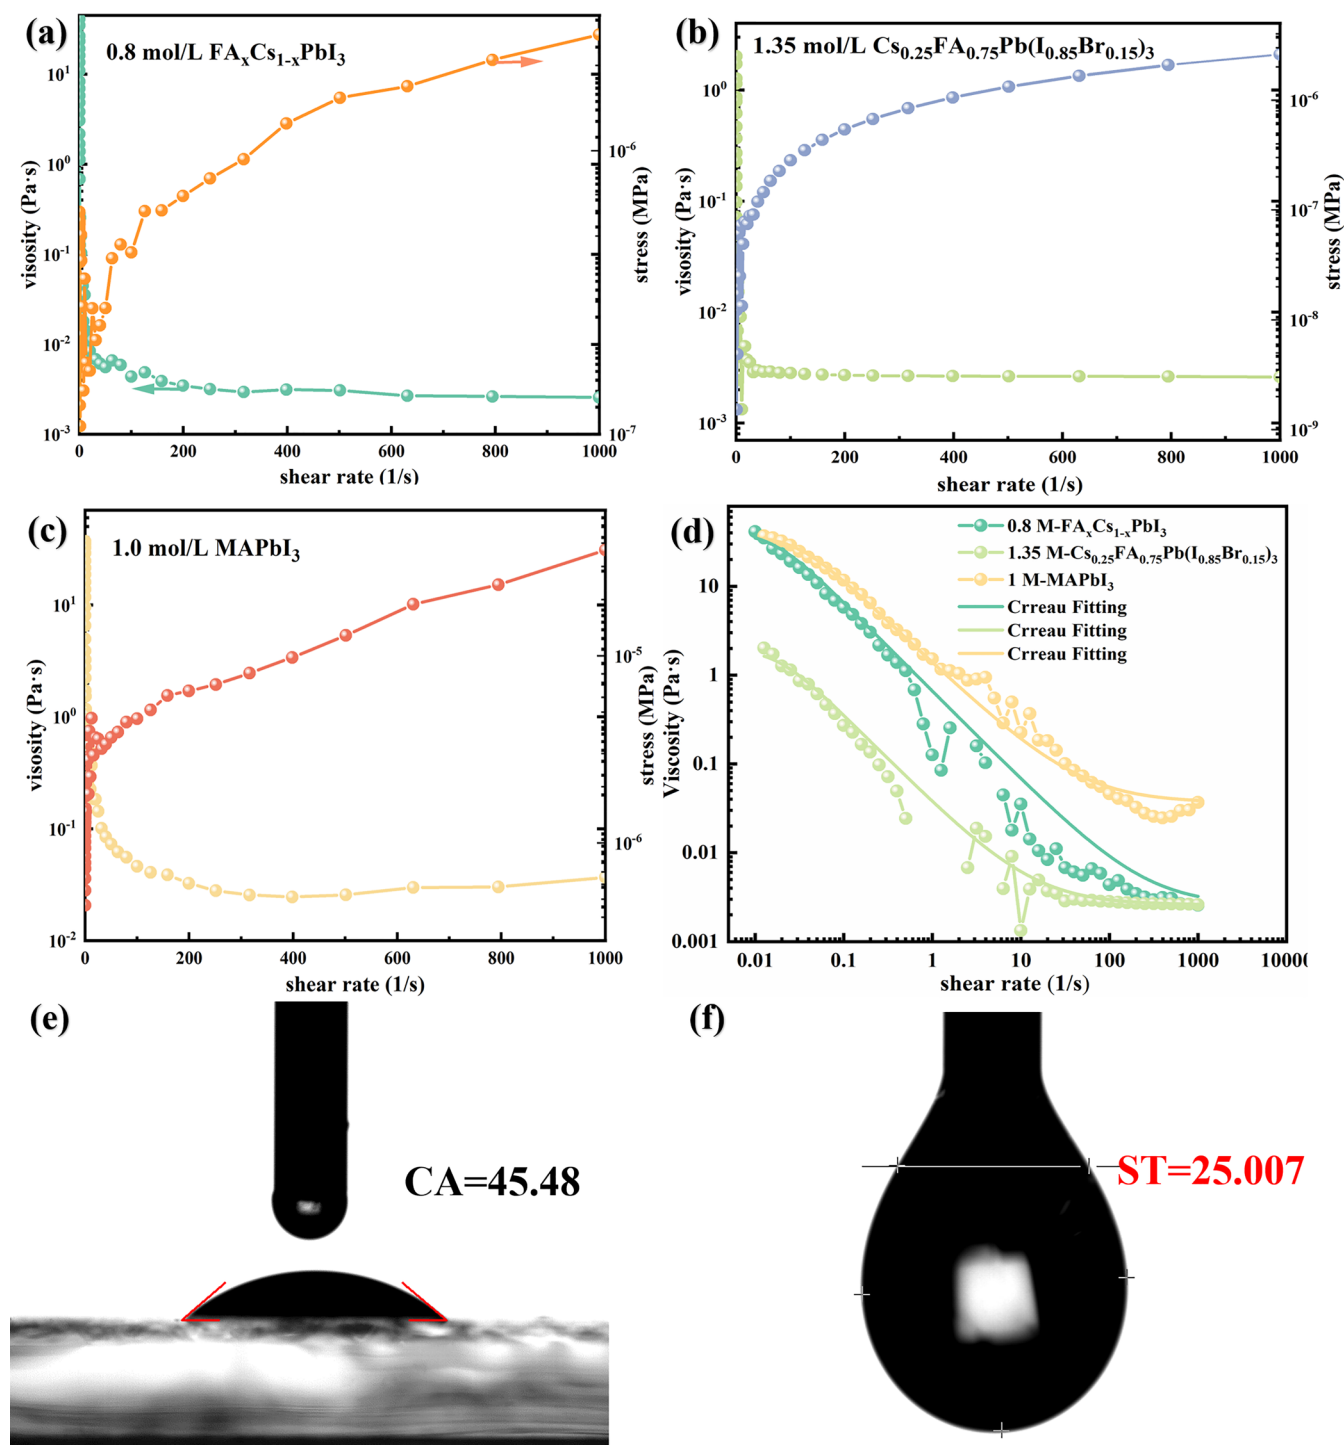 (a)
0.8 mol/L FAₓCs₁₋ₓPbI₃
10¹
10⁰
10⁻¹
10⁻²
10⁻³
visosity (Pa·s)
10⁻⁶
10⁻⁷
stress (MPa)
0 200 400 600 800 1000
shear rate (1/s)
(b)
1.35 mol/L Cs₀.₂₅FA₀.₇₅Pb(I₀.₈₅Br₀.₁₅)₃
10⁰
10⁻¹
10⁻²
10⁻³
visosity (Pa·s)
10⁻⁶
10⁻⁷
10⁻⁸
10⁻⁹
stress (MPa)
0 200 400 600 800 1000
shear rate (1/s)
(c)
1.0 mol/L MAPbI₃
10¹
10⁰
10⁻¹
10⁻²
visosity (Pa·s)
10⁻⁵
10⁻⁶
stress (MPa)
0 200 400 600 800 1000
shear rate (1/s)
(d)
0.8 M-FAₓCs₁₋ₓPbI₃
1.35 M-Cs₀.₂₅FA₀.₇₅Pb(I₀.₈₅Br₀.₁₅)₃
1 M-MAPbI₃
Crreau Fitting
Crreau Fitting
Crreau Fitting
10
1
0.1
0.01
0.001
Viscosity (Pa·s)
0.01 0.1 1 10 100 1000 10000
shear rate (1/s)
(e)
CA=45.48
(f)
ST=25.007